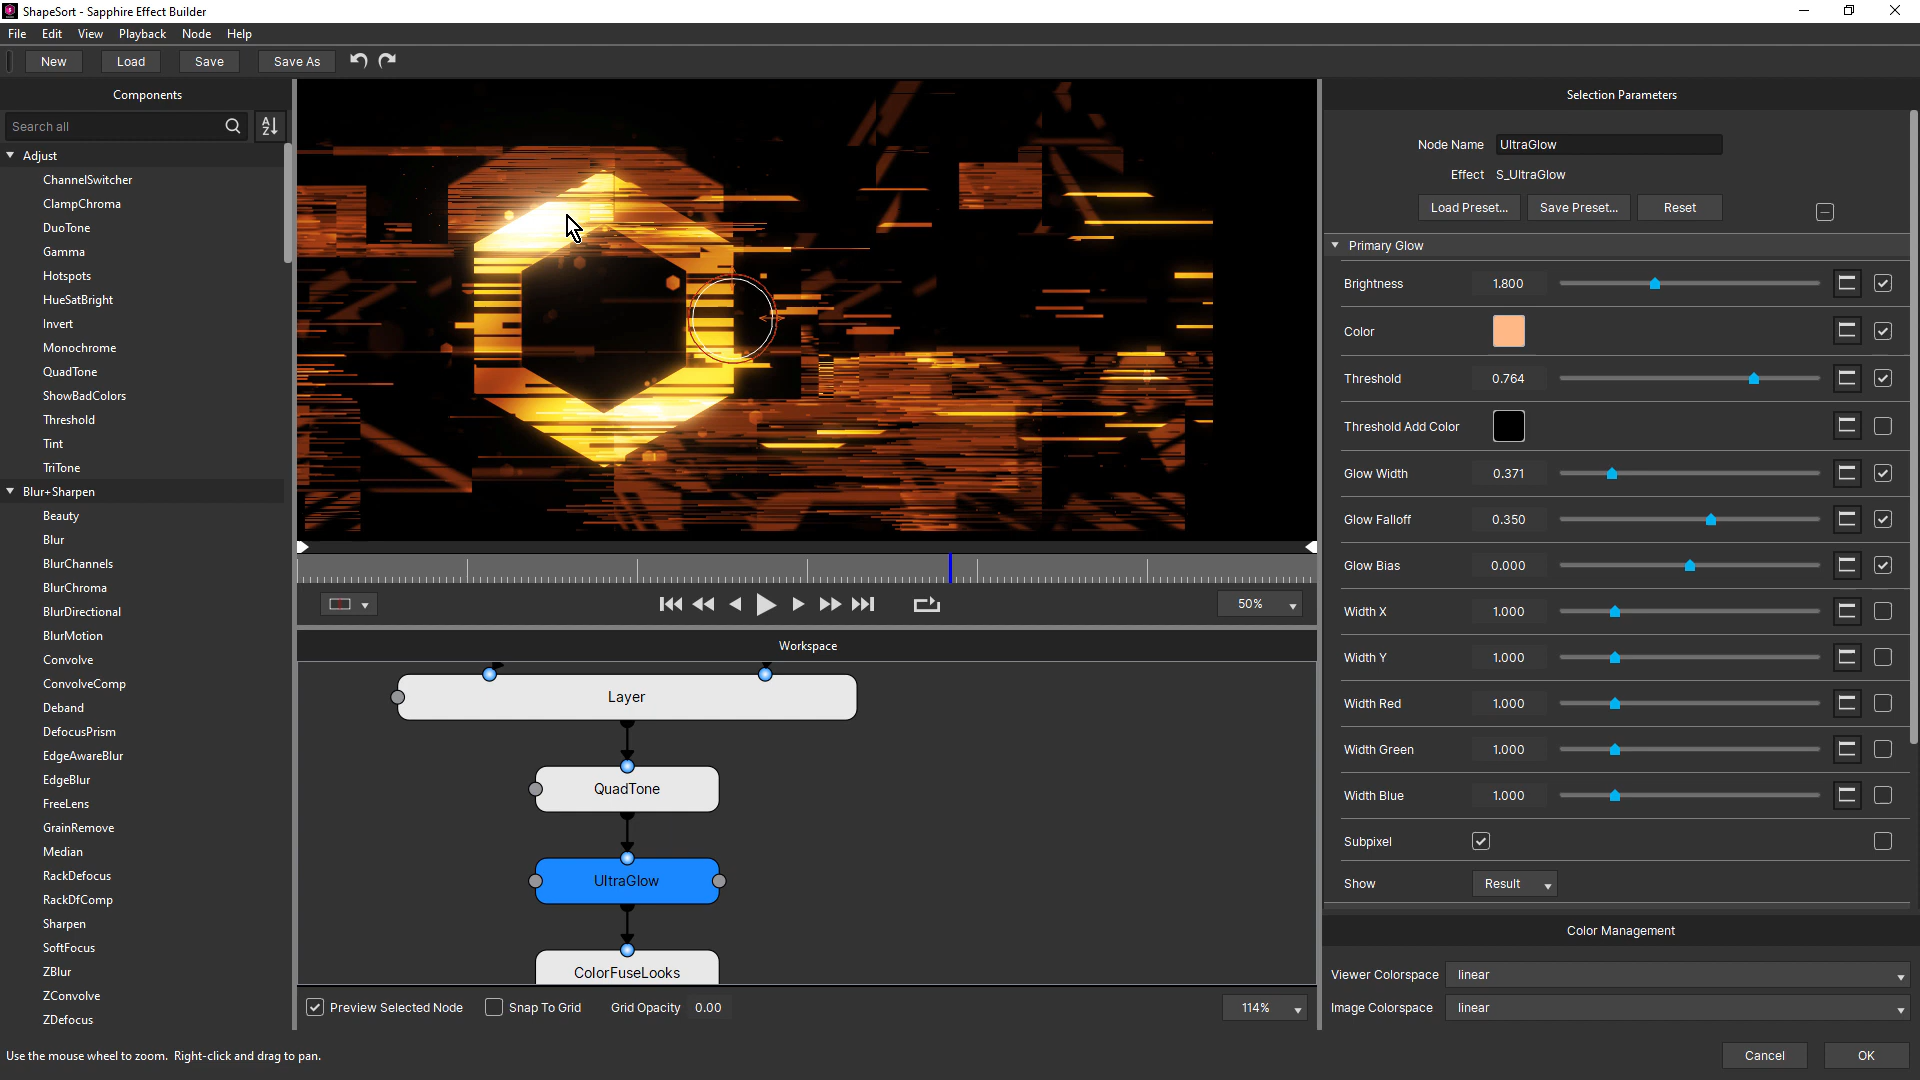 ShapeSort - Sapphire Effect Builder
File Edit View Playback Node Help
New Load Save Save As
Components
Search all
Adjust
ChannelSwitcher
ClampChroma
DuoTone
Gamma
Hotspots
HueSatBright
Invert
Monochrome
QuadTone
ShowBadColors
Threshold
Tint
TriTone
Blur+Sharpen
Beauty
Blur
BlurChannels
BlurChroma
BlurDirectional
BlurMotion
Convolve
ConvolveComp
Deband
DefocusPrism
EdgeAwareBlur
EdgeBlur
FreeLens
GrainRemove
Median
RackDefocus
RackDfComp
Sharpen
SoftFocus
ZBlur
ZConvolve
ZDefocus
50%
Workspace
Layer
QuadTone
UltraGlow
ColorFuseLooks
Preview Selected Node Snap To Grid Grid Opacity 0.00 114%
Selection Parameters
Node Name UltraGlow
Effect S_UltraGlow
Load Preset... Save Preset... Reset
Primary Glow
Brightness 1.800
Color
Threshold 0.764
Threshold Add Color
Glow Width 0.371
Glow Falloff 0.350
Glow Bias 0.000
Width X 1.000
Width Y 1.000
Width Red 1.000
Width Green 1.000
Width Blue 1.000
Subpixel
Show Result
Color Management
Viewer Colorspace linear
Image Colorspace linear
Use the mouse wheel to zoom. Right-click and drag to pan.
Cancel OK